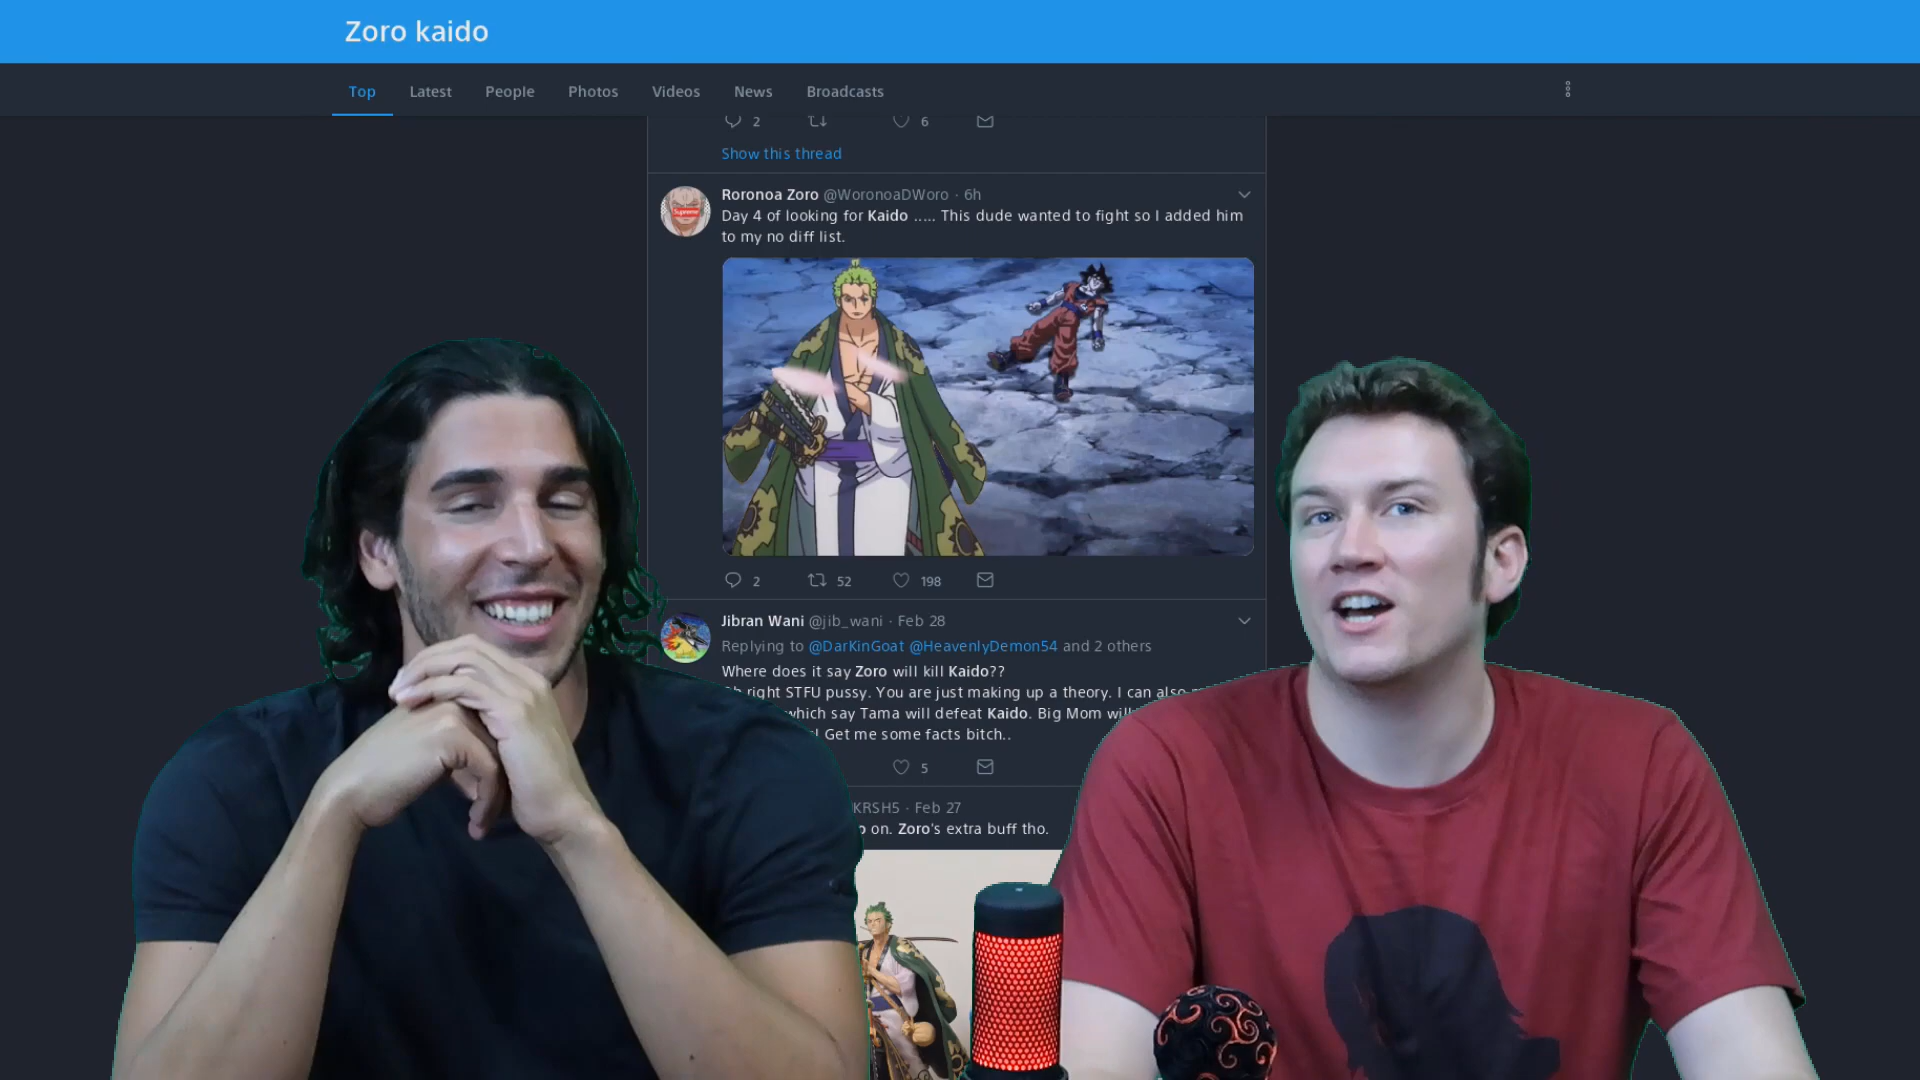 Zoro kaido
Top Latest People Photos Videos News Broadcasts
2 6
Show this thread
Roronoa Zoro @WoronoaDWoro · 6h
Day 4 of looking for Kaido ..... This dude wanted to fight so I added him
to my no diff list.
Supreme
2 52 198
Jibran Wani @jib_wani · Feb 28
Replying to @DarKinGoat @HeavenlyDemon54 and 2 others
Where does it say Zoro will kill Kaido??
right STFU pussy. You are just making up a theory. I can also
which say Tama will defeat Kaido. Big Mom will
! Get me some facts bitch..
5
KRSH5 · Feb 27
on. Zoro's extra buff tho.